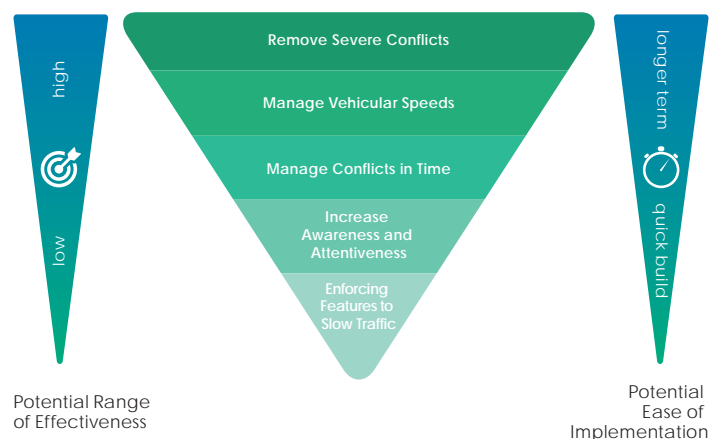 high
low
Remove Severe Conflicts
Manage Vehicular Speeds
Manage Conflicts in Time
Increase
Awareness and
Attentiveness
Enforcing
Features to
Slow Traffic
longer term
quick build
Potential Range
of Effectiveness
Potential
Ease of
Implementation